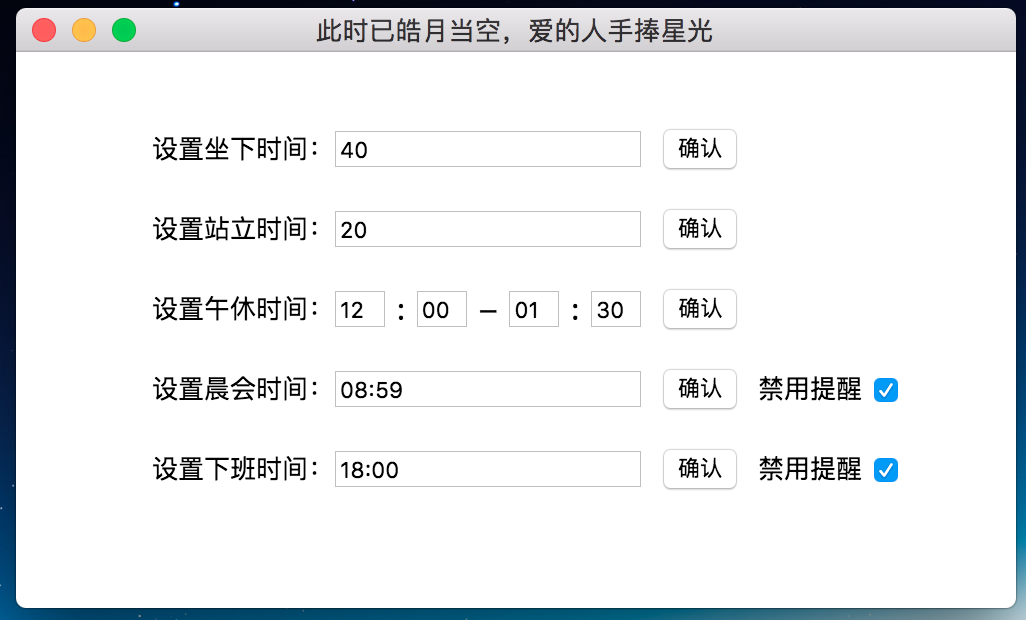 此时已皓月当空，爱的人手捧星光
设置坐下时间： 40 确认
设置站立时间： 20 确认
设置午休时间： 12 : 00 – 01 : 30 确认
设置晨会时间： 08:59 确认 禁用提醒
设置下班时间： 18:00 确认 禁用提醒